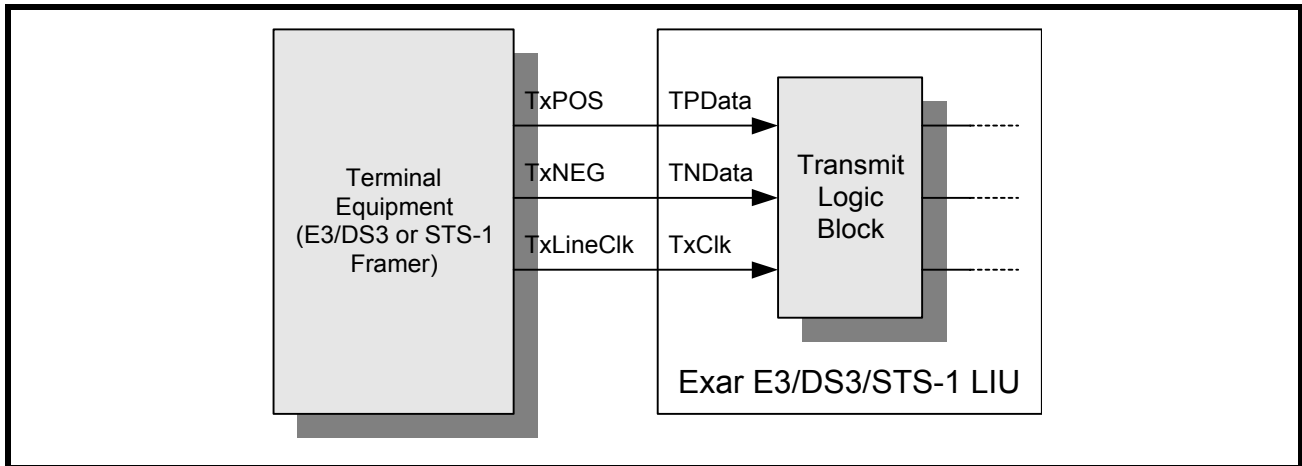 Terminal
Equipment
(E3/DS3 or STS-1
Framer)
TxPOS
TPData
TxNEG
TNData
TxLineClk
TxClk
Transmit
Logic
Block
Exar E3/DS3/STS-1 LIU